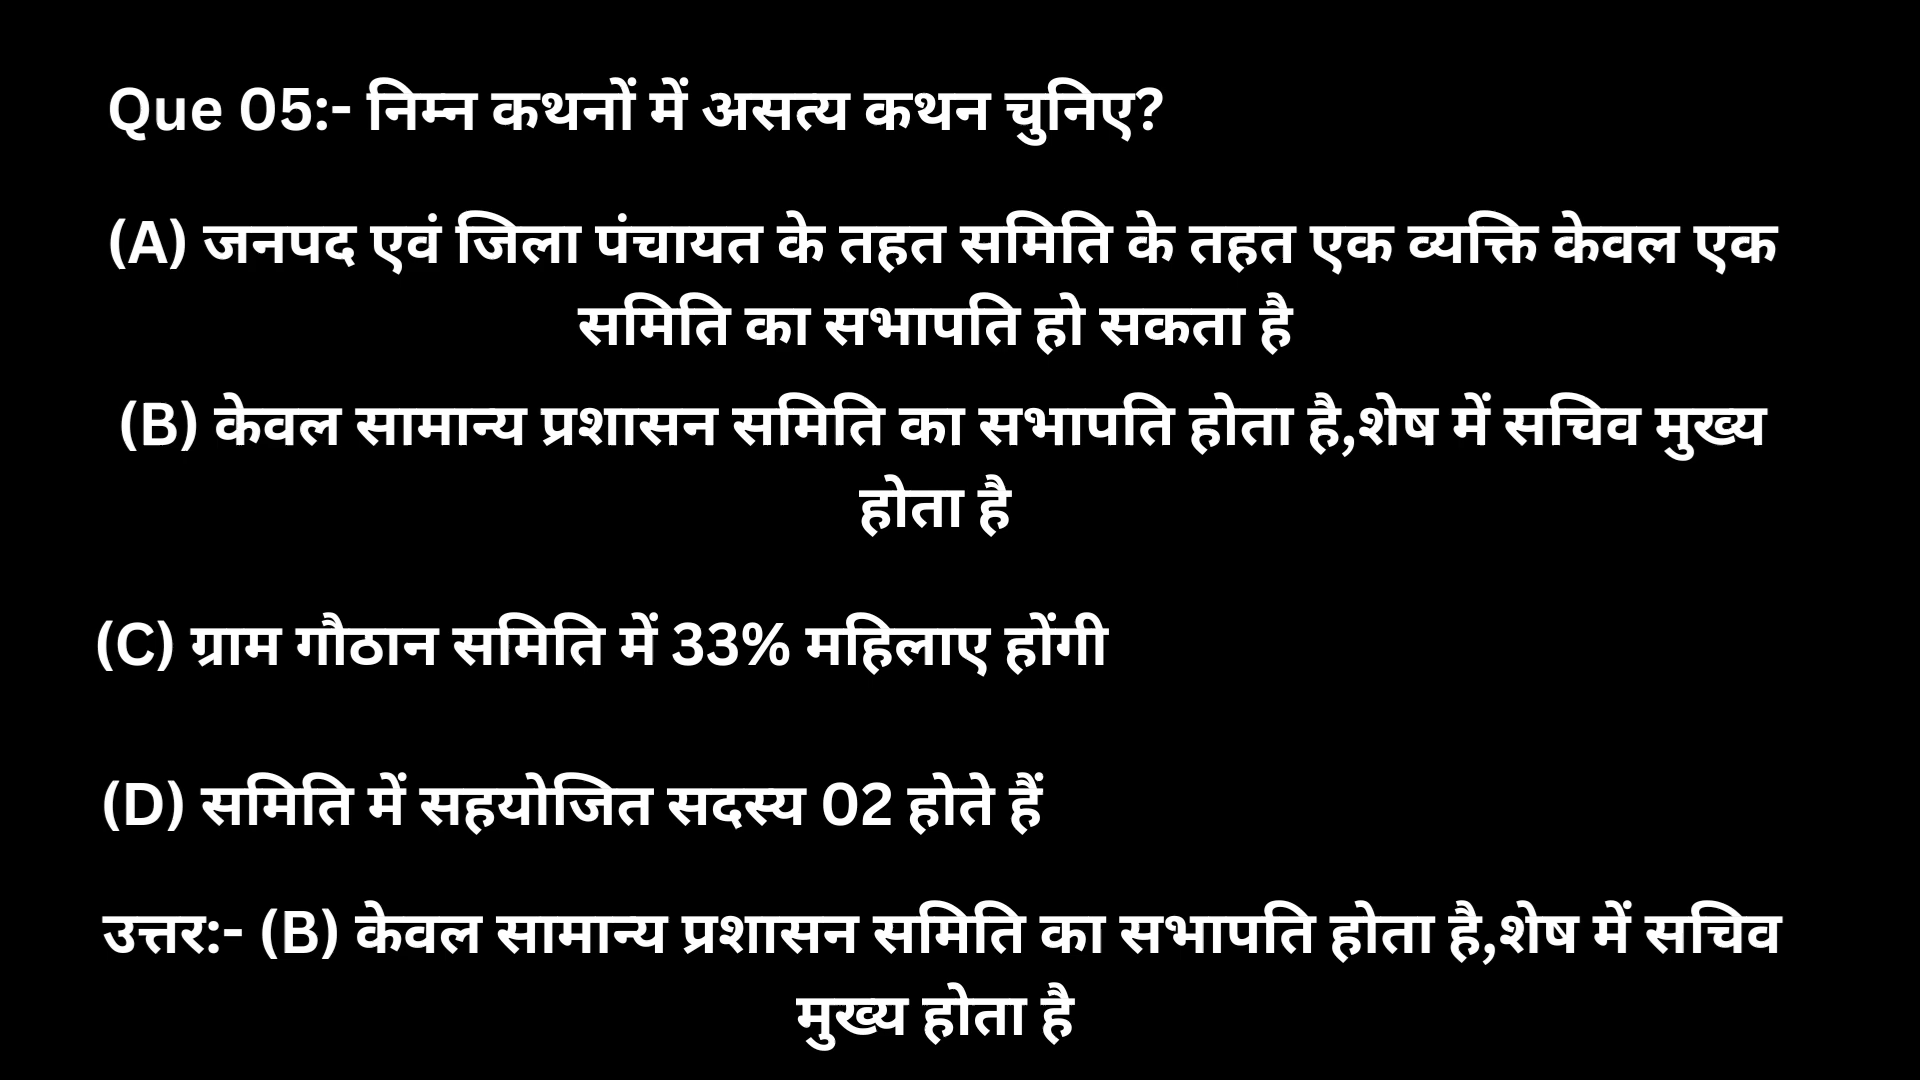 Que 05:- निम्न कथनों में असत्य कथन चुनिए?
(A) जनपद एवं जिला पंचायत के तहत समिति के तहत एक व्यक्ति केवल एक
समिति का सभापति हो सकता है
(B) केवल सामान्य प्रशासन समिति का सभापति होता है,शेष में सचिव मुख्य
होता है
(C) ग्राम गौठान समिति में 33% महिलाए होंगी
(D) समिति में सहयोजित सदस्य 02 होते हैं
उत्तर:- (B) केवल सामान्य प्रशासन समिति का सभापति होता है,शेष में सचिव
मुख्य होता है